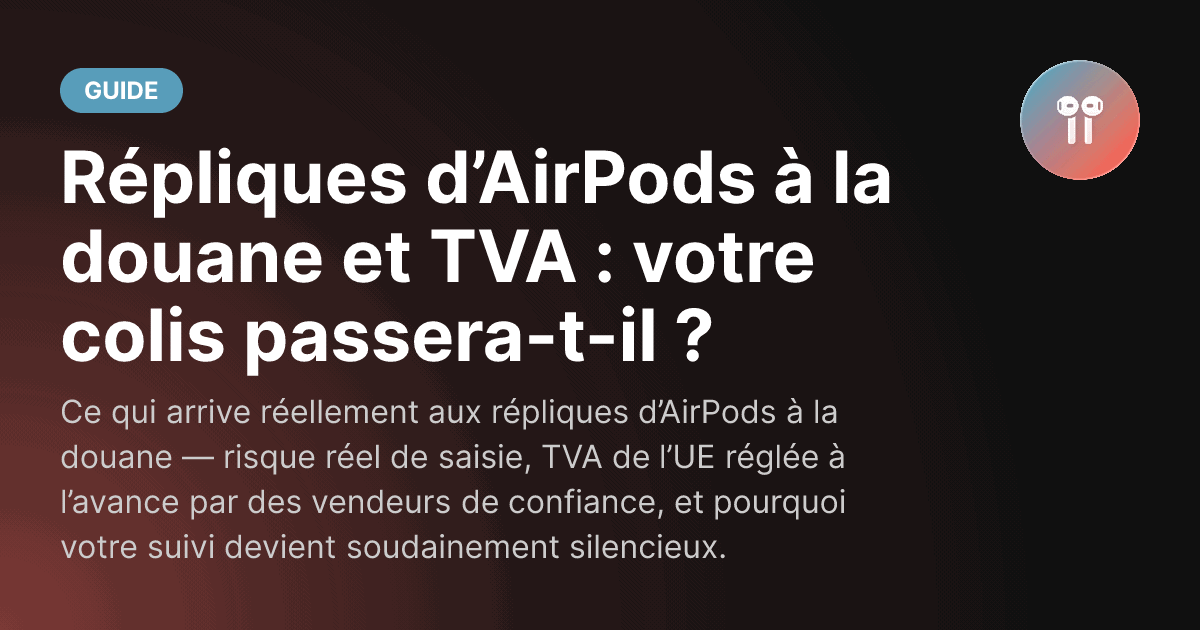 GUIDE
Répliques d’AirPods à la
douane et TVA : votre
colis passera-t-il ?
Ce qui arrive réellement aux répliques d’AirPods à la
douane — risque réel de saisie, TVA de l’UE réglée à
l’avance par des vendeurs de confiance, et pourquoi
votre suivi devient soudainement silencieux.